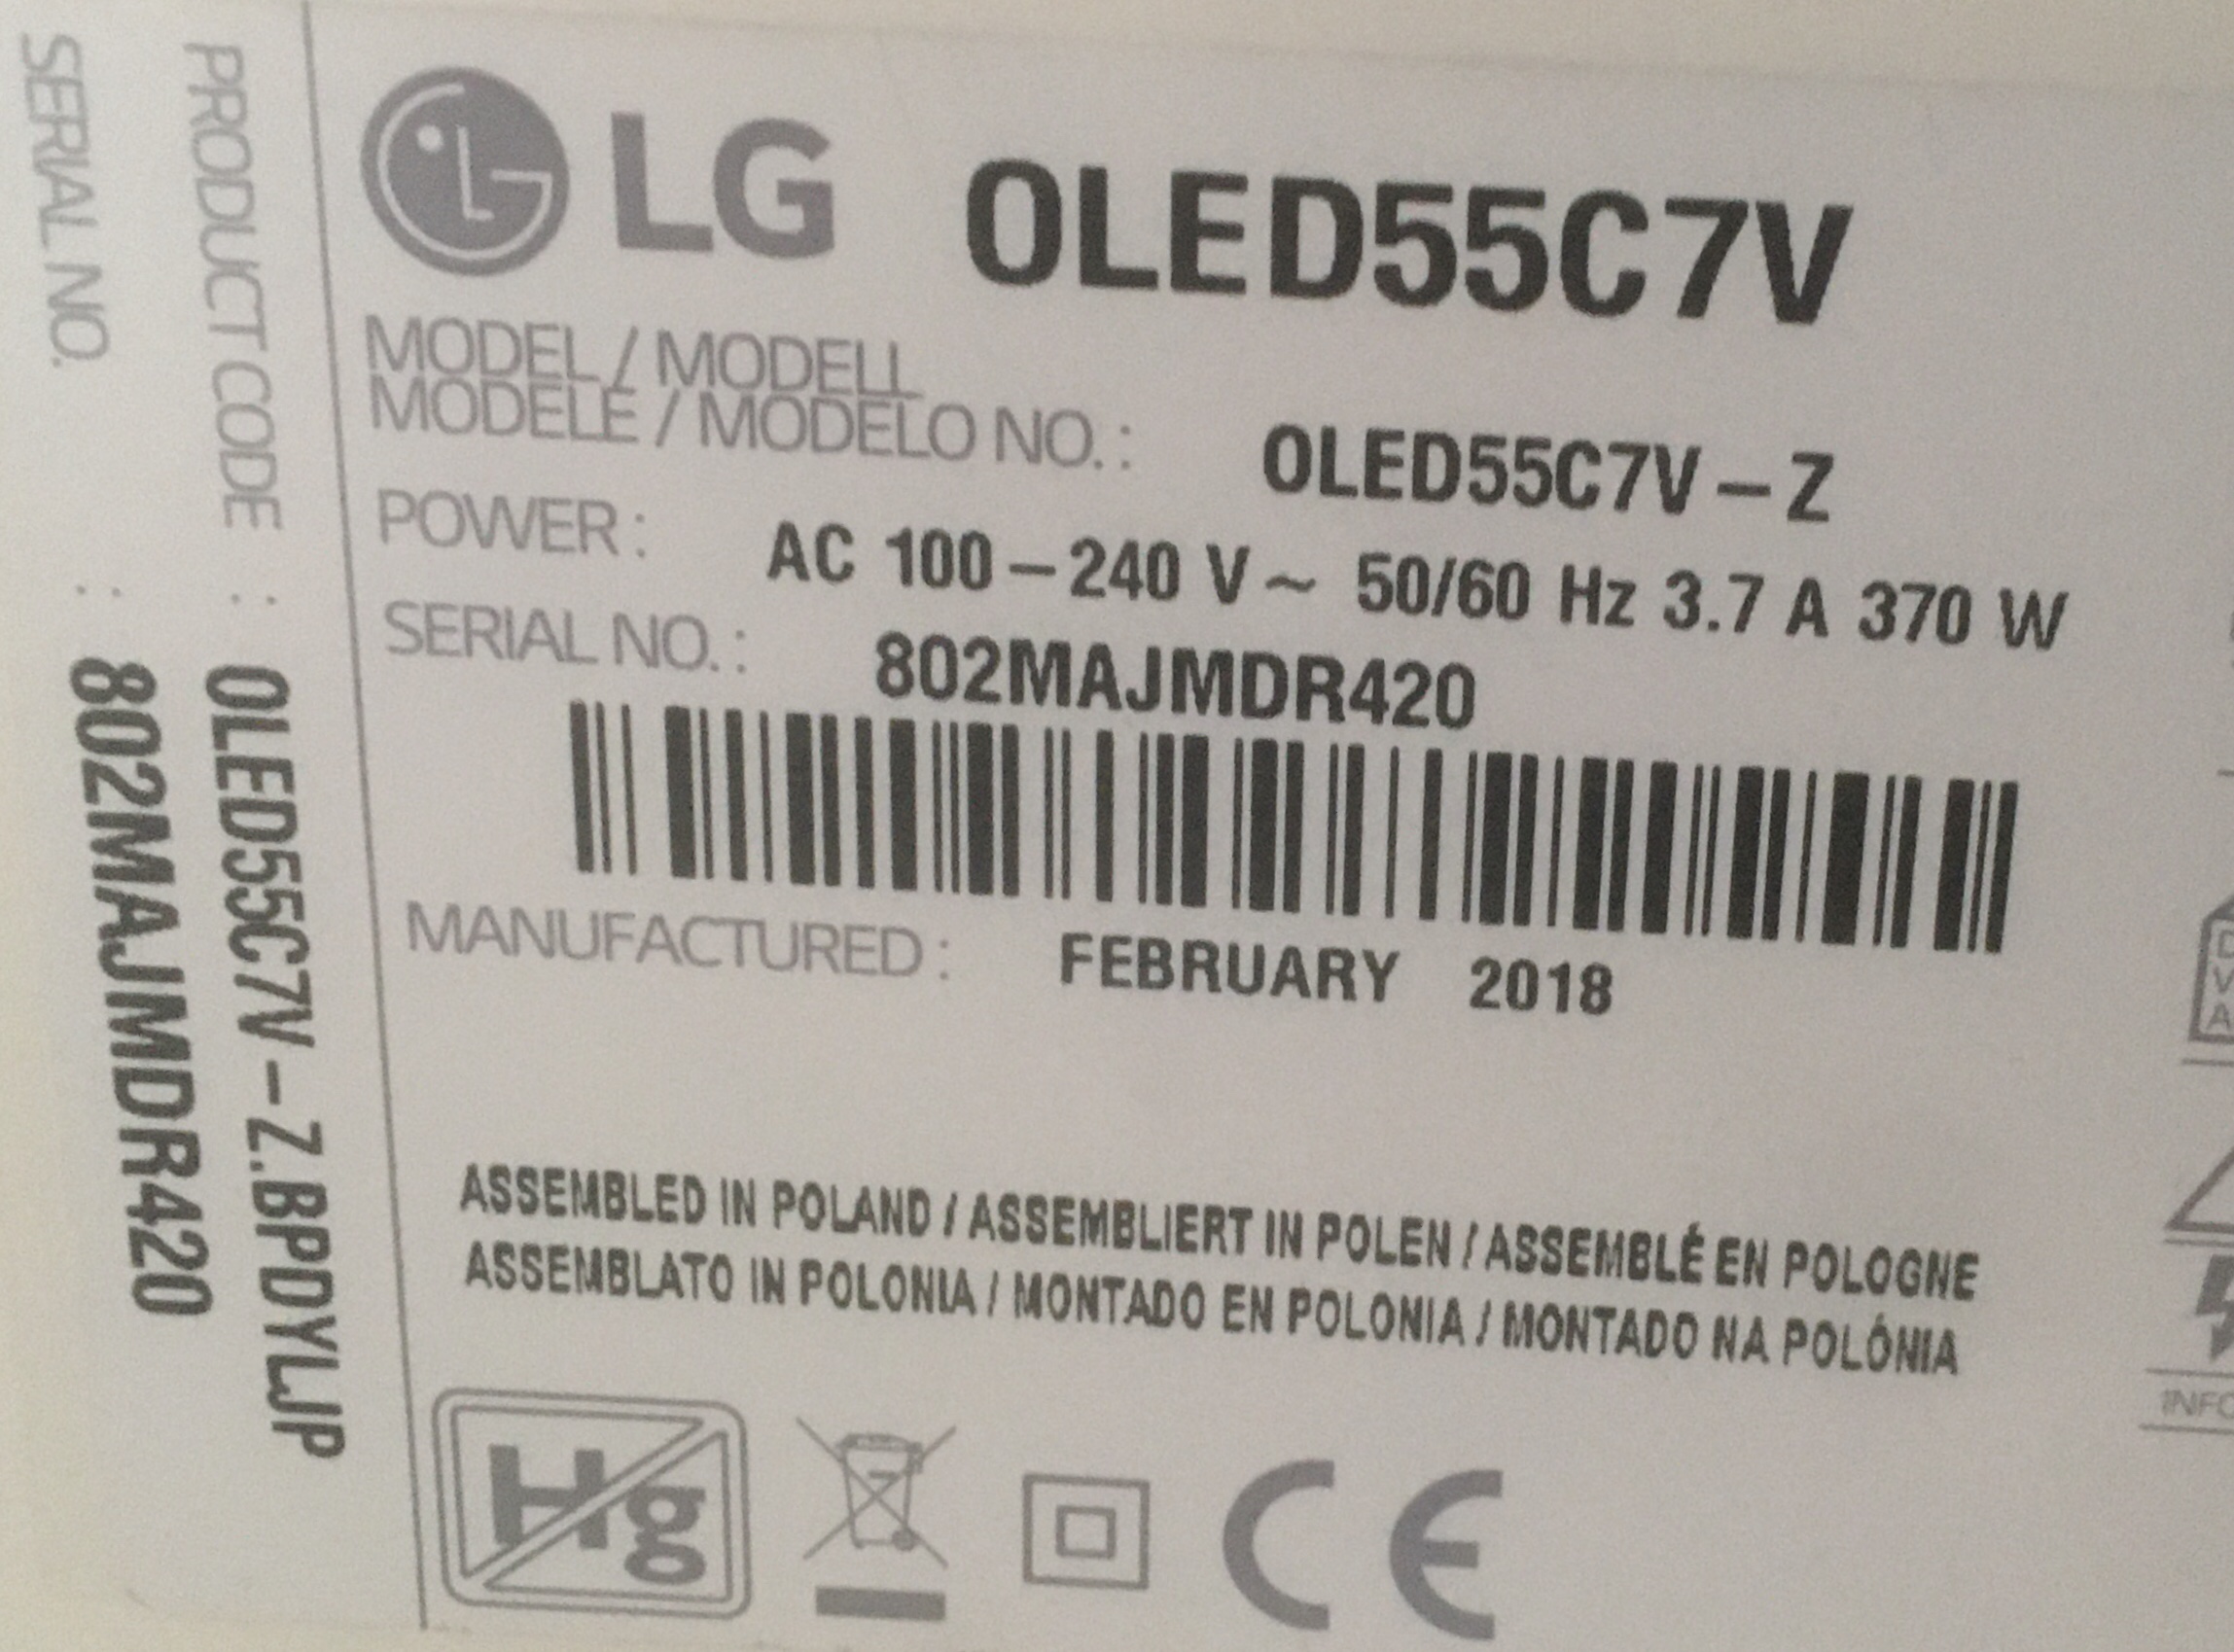 LG OLED55C7V
MODEL / MODELL
MODÈLE / MODELO NO. : OLED55C7V-Z
POWER : AC 100-240 V~ 50/60 Hz 3.7 A 370 W
SERIAL NO. : 802MAJMDR420
MANUFACTURED : FEBRUARY 2018
ASSEMBLED IN POLAND / ASSEMBLIERT IN POLEN / ASSEMBLÉ EN POLOGNE
ASSEMBLATO IN POLONIA / MONTADO EN POLONIA / MONTADO NA POLÓNIA
Hg
CE
PRODUCT CODE : OLED55C7V-Z.BPDYLJP
SERIAL NO. : 802MAJMDR420